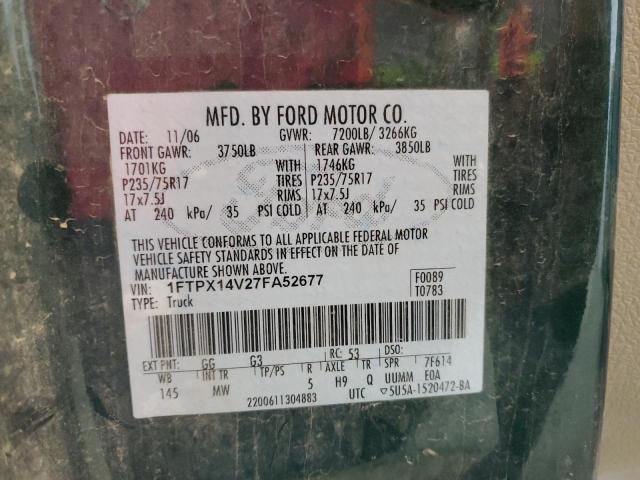 MFD. BY FORD MOTOR CO.
DATE: 11/06 GVWR: 7200LB/ 3266KG
FRONT GAWR: 3750LB REAR GAWR: 3850LB
1701KG WITH 1746KG WITH
P235/75R17 TIRES P235/75R17 TIRES
17x7.5J RIMS 17x7.5J RIMS
AT 240 kPa/ 35 PSI COLD AT 240 kPa/ 35 PSI COLD
THIS VEHICLE CONFORMS TO ALL APPLICABLE FEDERAL MOTOR
VEHICLE SAFETY STANDARDS IN EFFECT ON THE DATE OF
MANUFACTURE SHOWN ABOVE.
VIN: 1FTPX14V27FA52677 F0089
TYPE: Truck T0783
EXT PNT: GG G3 RC: 53 DSO:
WB INT TR TP/PS R AXLE TR SPR 7F614
145 MW 5 H9 Q UUMM F0A
2200611304883 UTC ▽5U5A-1520472-BA